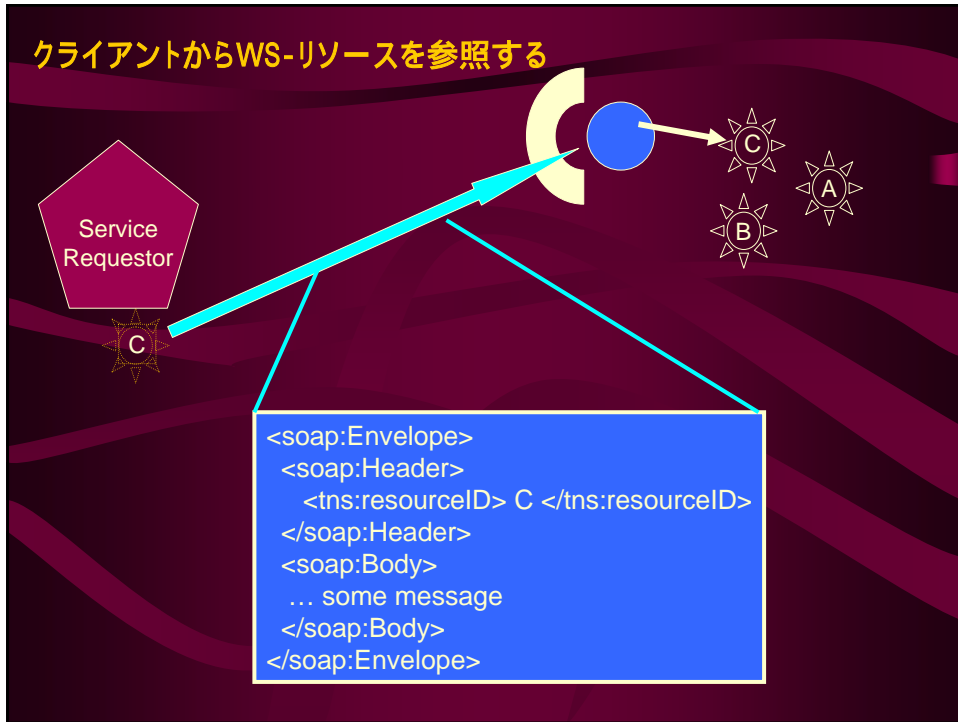 クライアントからWS-リソースを参照する
C
A
B
Service
Requestor
C
<soap:Envelope>
<soap:Header>
<tns:resourceID> C </tns:resourceID>
</soap:Header>
<soap:Body>
… some message
</soap:Body>
</soap:Envelope>